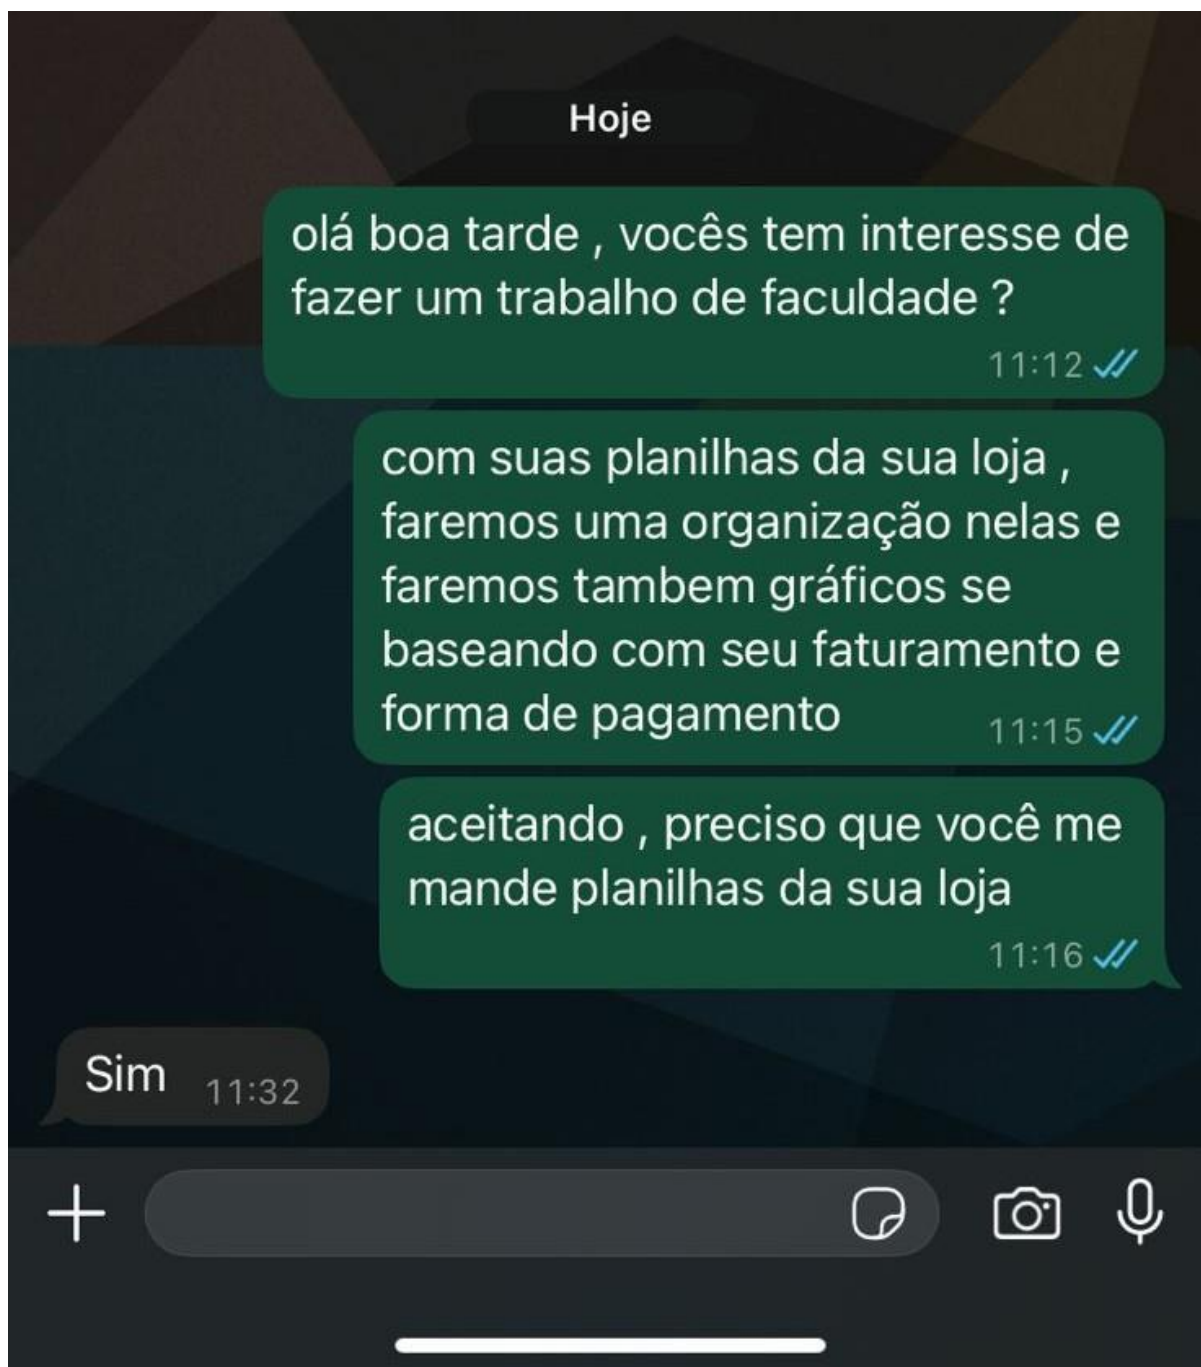 Hoje
olá boa tarde , vocês tem interesse de
fazer um trabalho de faculdade ?
11:12
com suas planilhas da sua loja ,
faremos uma organização nelas e
faremos tambem gráficos se
baseando com seu faturamento e
forma de pagamento
11:15
aceitando , preciso que você me
mande planilhas da sua loja
11:16
Sim 11:32